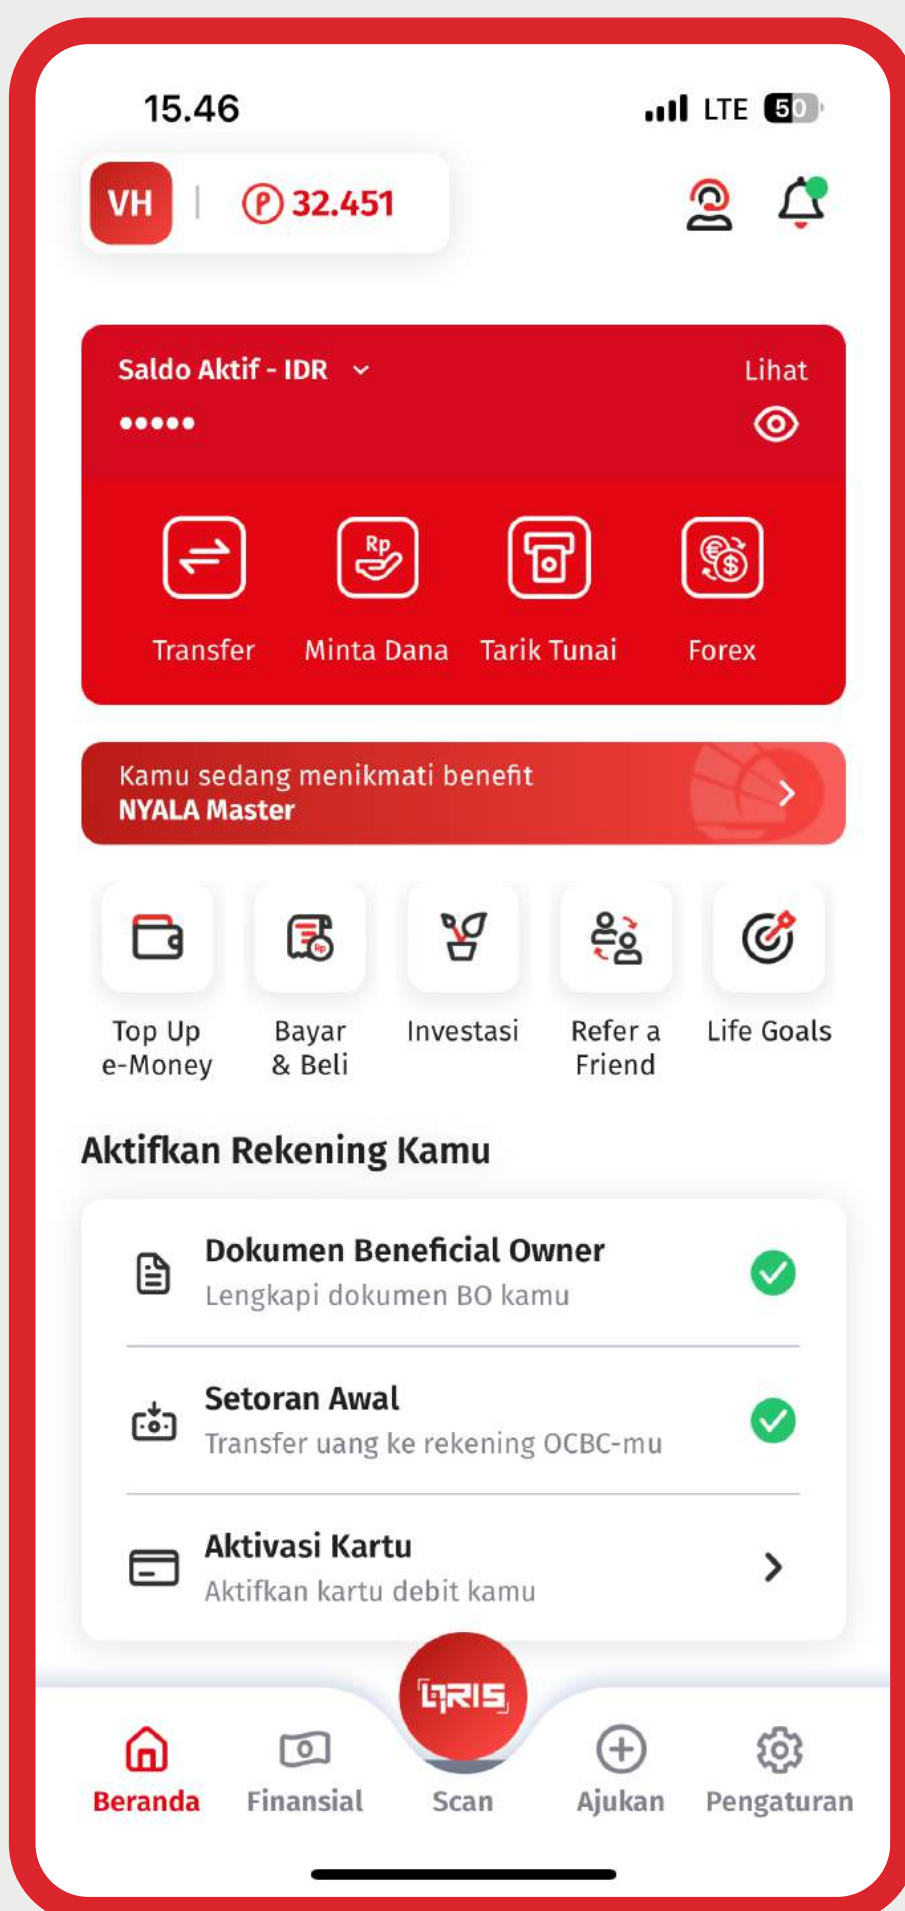 15.46
LTE 50
VH
P 32.451
Saldo Aktif - IDR
Lihat
•••••
Rp
€ $
Transfer
Minta Dana
Tarik Tunai
Forex
Kamu sedang menikmati benefit
NYALA Master
Rp
Top Up
e-Money
Bayar
& Beli
Investasi
Refer a
Friend
Life Goals
Aktifkan Rekening Kamu
Dokumen Beneficial Owner
Lengkapi dokumen BO kamu
Setoran Awal
Transfer uang ke rekening OCBC-mu
Aktivasi Kartu
Aktifkan kartu debit kamu
QRIS
Beranda
Finansial
Scan
Ajukan
Pengaturan